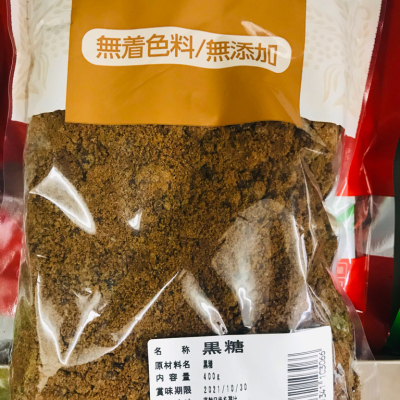 無着色料/無添加
名称 黒糖
原材料名 黒糖
内容量 400g
賞味期限 2021/10/30